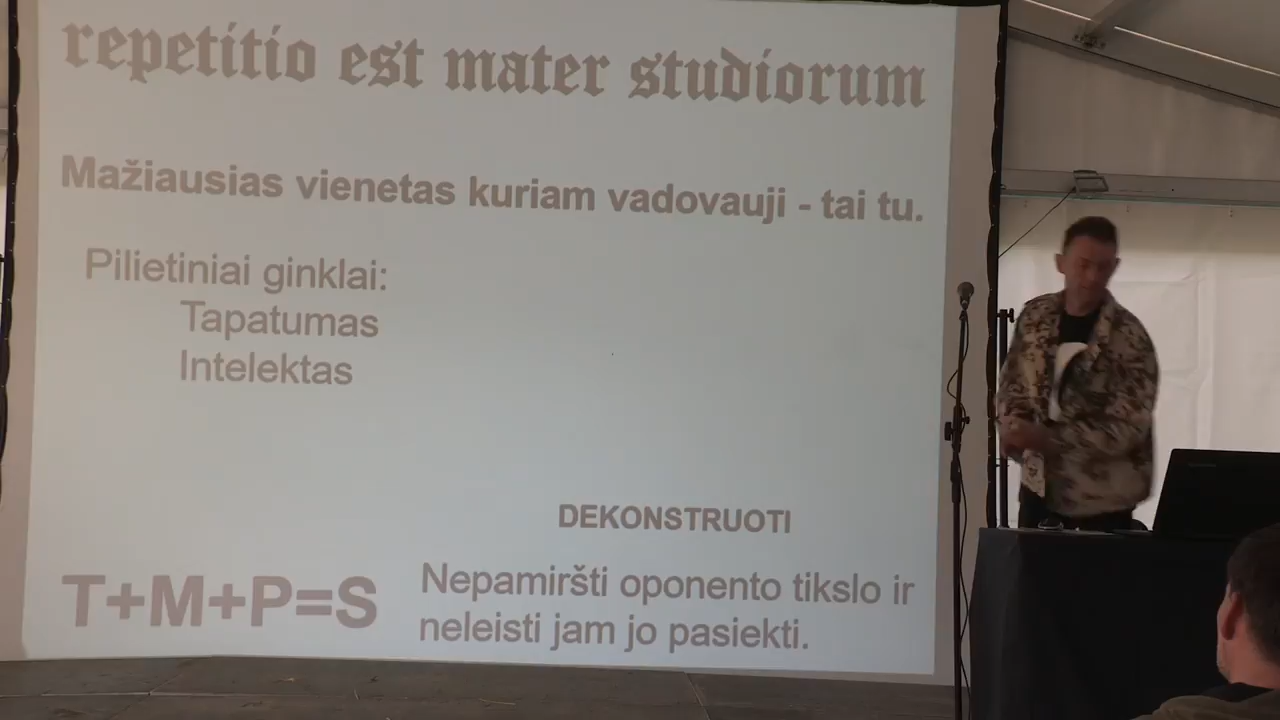 repetitio est mater studiorum
Mažiausias vienetas kuriam vadovauji - tai tu.
Pilietiniai ginklai:
Tapatumas
Intelektas
DEKONSTRUOTI
T+M+P=S
Nepamiršti oponento tikslo ir
neleisti jam jo pasiekti.